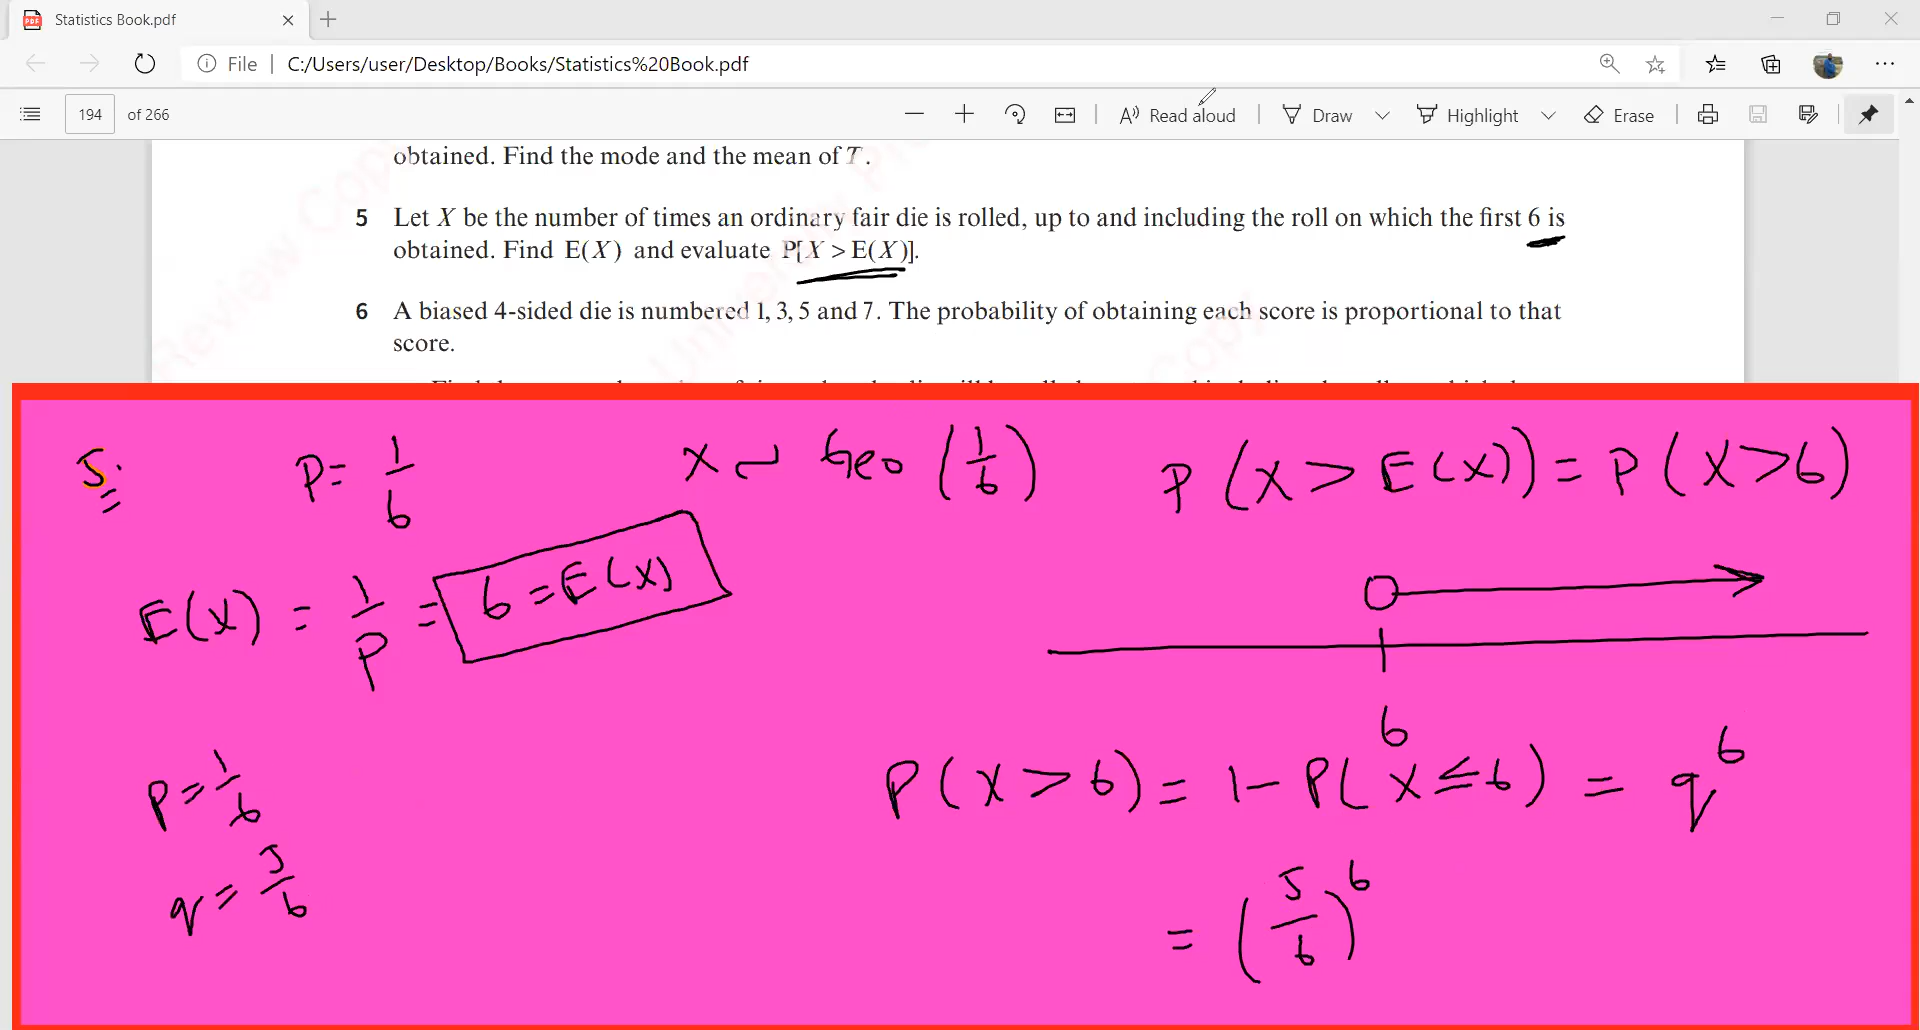 Statistics Book.pdf
File | C:/Users/user/Desktop/Books/Statistics%20Book.pdf
194 of 266
Read aloud Draw Highlight Erase
obtained. Find the mode and the mean of T.
5 Let X be the number of times an ordinary fair die is rolled, up to and including the roll on which the first 6 is
obtained. Find E(X) and evaluate P[X > E(X)].
6 A biased 4-sided die is numbered 1, 3, 5 and 7. The probability of obtaining each score is proportional to that
score.
Review Copy
Copy
5.
P = 1/6
X ~ Geo (1/6)
P (X > E(X)) = P (X > 6)
E(X) = 1/P = 6 = E(X)
6
P = 1/6
P (X > 6) = 1 - P( X ≤ 6) = q^6
q = 5/6
= (5/6)^6